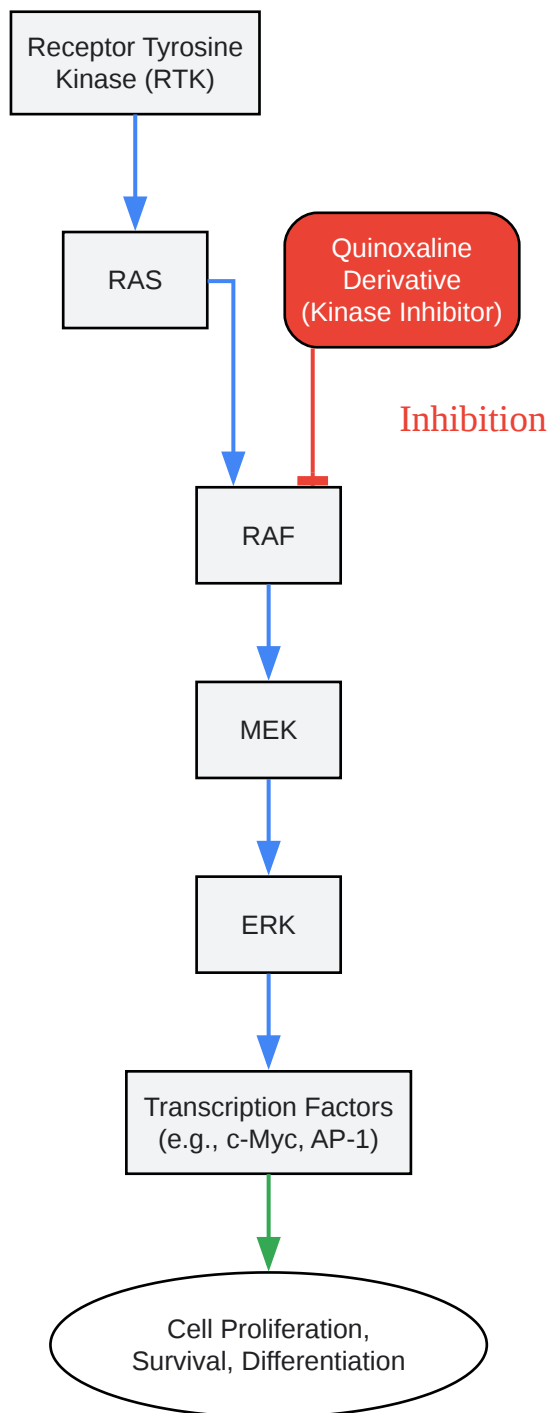 Receptor Tyrosine
Kinase (RTK)
RAS
Quinoxaline
Derivative
(Kinase Inhibitor)
Inhibition
RAF
MEK
ERK
Transcription Factors
(e.g., c-Myc, AP-1)
Cell Proliferation,
Survival, Differentiation